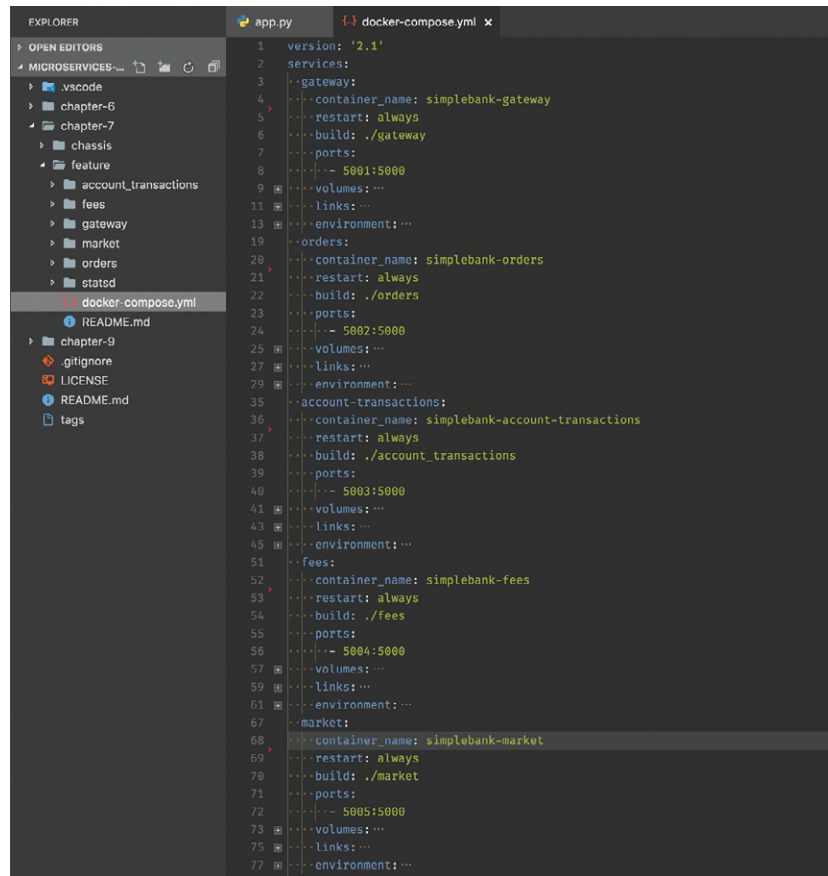 EXPLORER
OPEN EDITORS
MICROSERVICES-...
.vscode
chapter-6
chapter-7
chassis
feature
account_transactions
fees
gateway
market
orders
statsd
docker-compose.yml
README.md
chapter-9
.gitignore
LICENSE
README.md
tags
app.py
docker-compose.yml ×
1 version: '2.1'
2 services:
3 gateway:
4 container_name: simplebank-gateway
5 restart: always
6 build: ./gateway
7 ports:
8 - 5001:5000
9 volumes: ...
11 links: ...
13 environment: ...
19 orders:
20 container_name: simplebank-orders
21 restart: always
22 build: ./orders
23 ports:
24 - 5002:5000
25 volumes: ...
27 links: ...
29 environment: ...
35 account-transactions:
36 container_name: simplebank-account-transactions
37 restart: always
38 build: ./account_transactions
39 ports:
40 - 5003:5000
41 volumes: ...
43 links: ...
45 environment: ...
51 fees:
52 container_name: simplebank-fees
53 restart: always
54 build: ./fees
55 ports:
56 - 5004:5000
57 volumes: ...
59 links: ...
61 environment: ...
67 market:
68 container_name: simplebank-market
69 restart: always
70 build: ./market
71 ports:
72 - 5005:5000
73 volumes: ...
75 links: ...
77 environment: ...